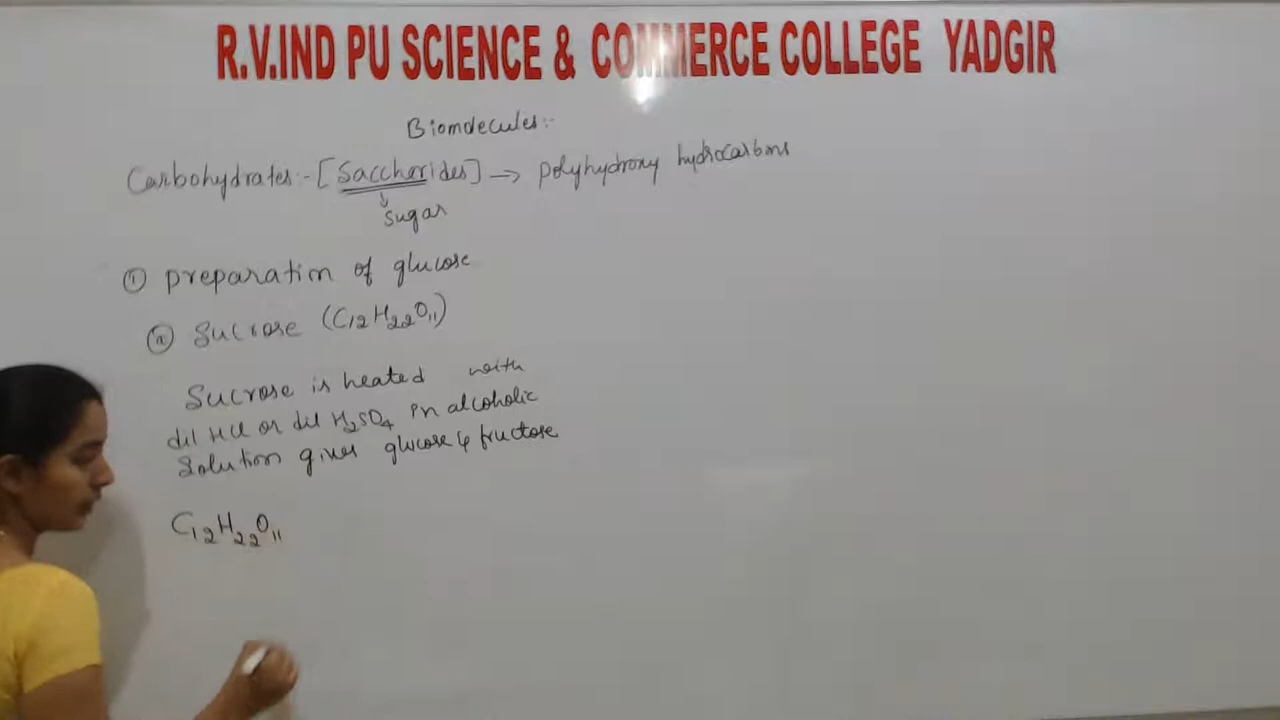 R.V.IND PU SCIENCE & COMMERCE COLLEGE YADGIR
Biomolecules:-
Carbohydrates:- [Saccharides] → polyhydroxy hydrocarbons
↓
Sugar
① preparation of glucose
ⓐ Sucrose (C₁₂H₂₂O₁₁)
Sucrose is heated with
dil HCl or dil H₂SO₄ in alcoholic
Solution gives glucose & fructose
C₁₂H₂₂O₁₁